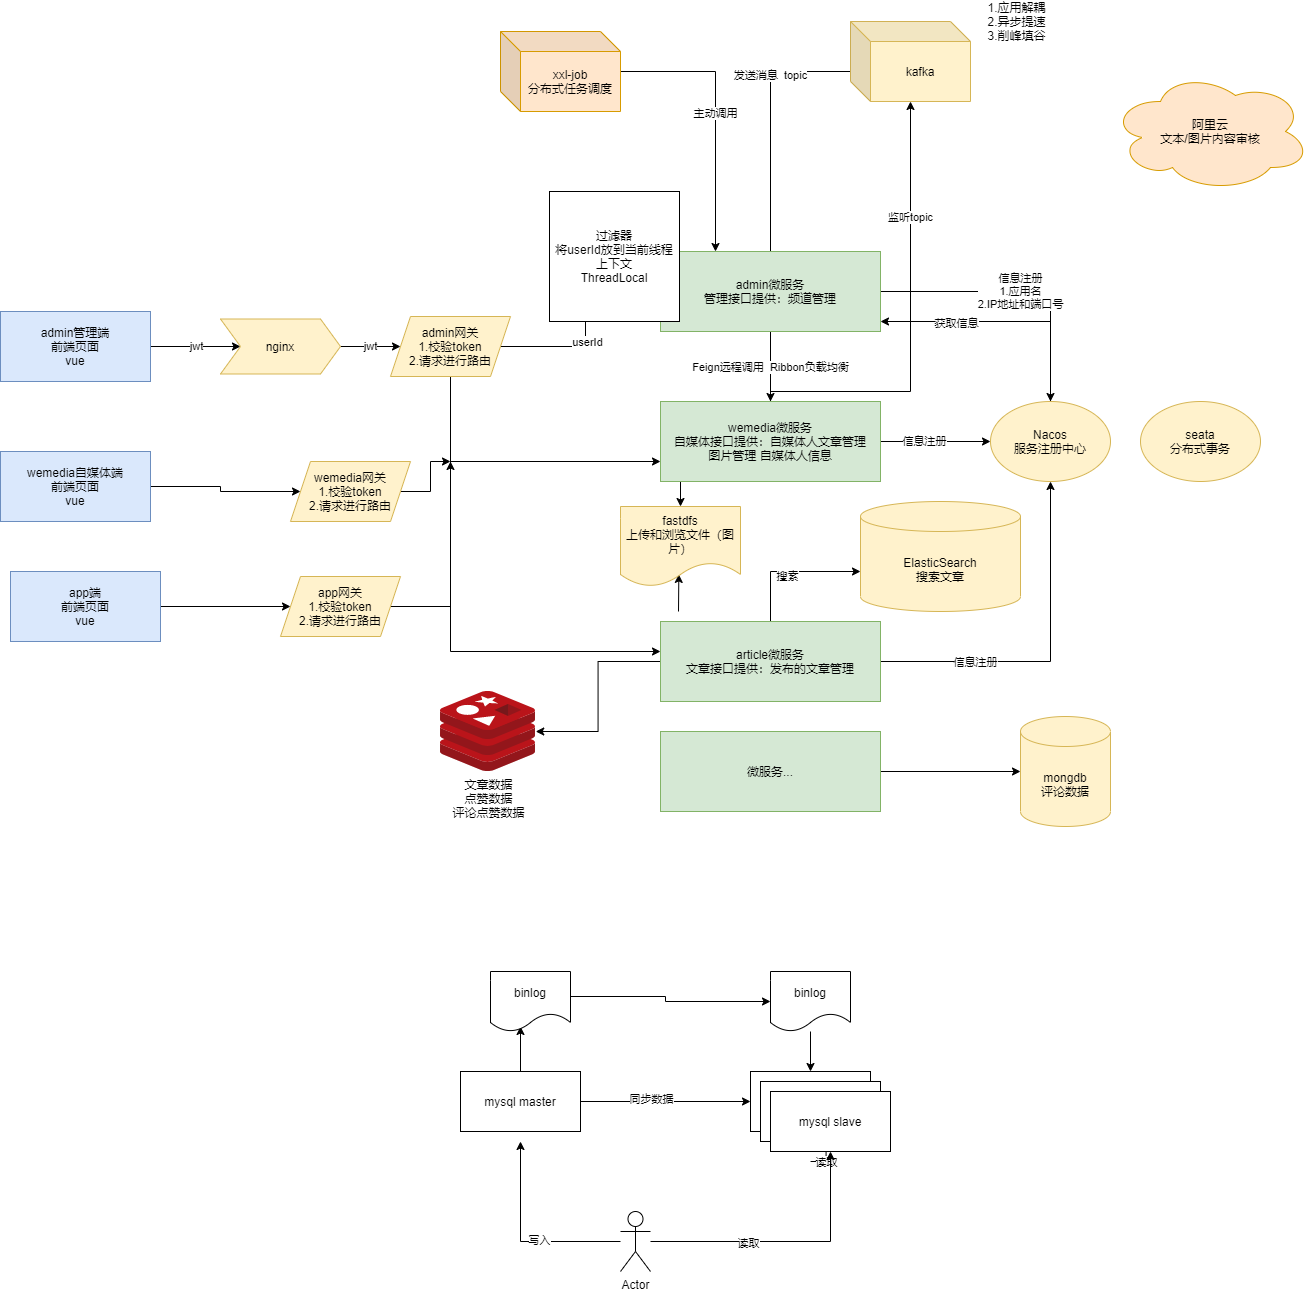 1.应用解耦
2.异步提速
3.削峰填谷
xxl-job
分布式任务调度
发送消息 topic
kafka
主动调用
阿里云
文本/图片内容审核
监听topic
过滤器
将userId放到当前线程
上下文
ThreadLocal
admin微服务
管理接口提供：频道管理
信息注册
1.应用名
2.IP地址和端口号
获取信息
admin管理端
前端页面
vue
jwt
nginx
jwt
admin网关
1.校验token
2.请求进行路由
userId
Feign远程调用 Ribbon负载均衡
wemedia微服务
自媒体接口提供：自媒体人文章管理
图片管理 自媒体人信息
信息注册
Nacos
服务注册中心
seata
分布式事务
wemedia自媒体端
前端页面
vue
wemedia网关
1.校验token
2.请求进行路由
fastdfs
上传和浏览文件（图
片）
ElasticSearch
搜索文章
搜索
app端
前端页面
vue
app网关
1.校验token
2.请求进行路由
article微服务
文章接口提供：发布的文章管理
信息注册
文章数据
点赞数据
评论点赞数据
微服务...
mongdb
评论数据
binlog
binlog
mysql master
同步数据
mysql slave
读取
写入
读取
Actor